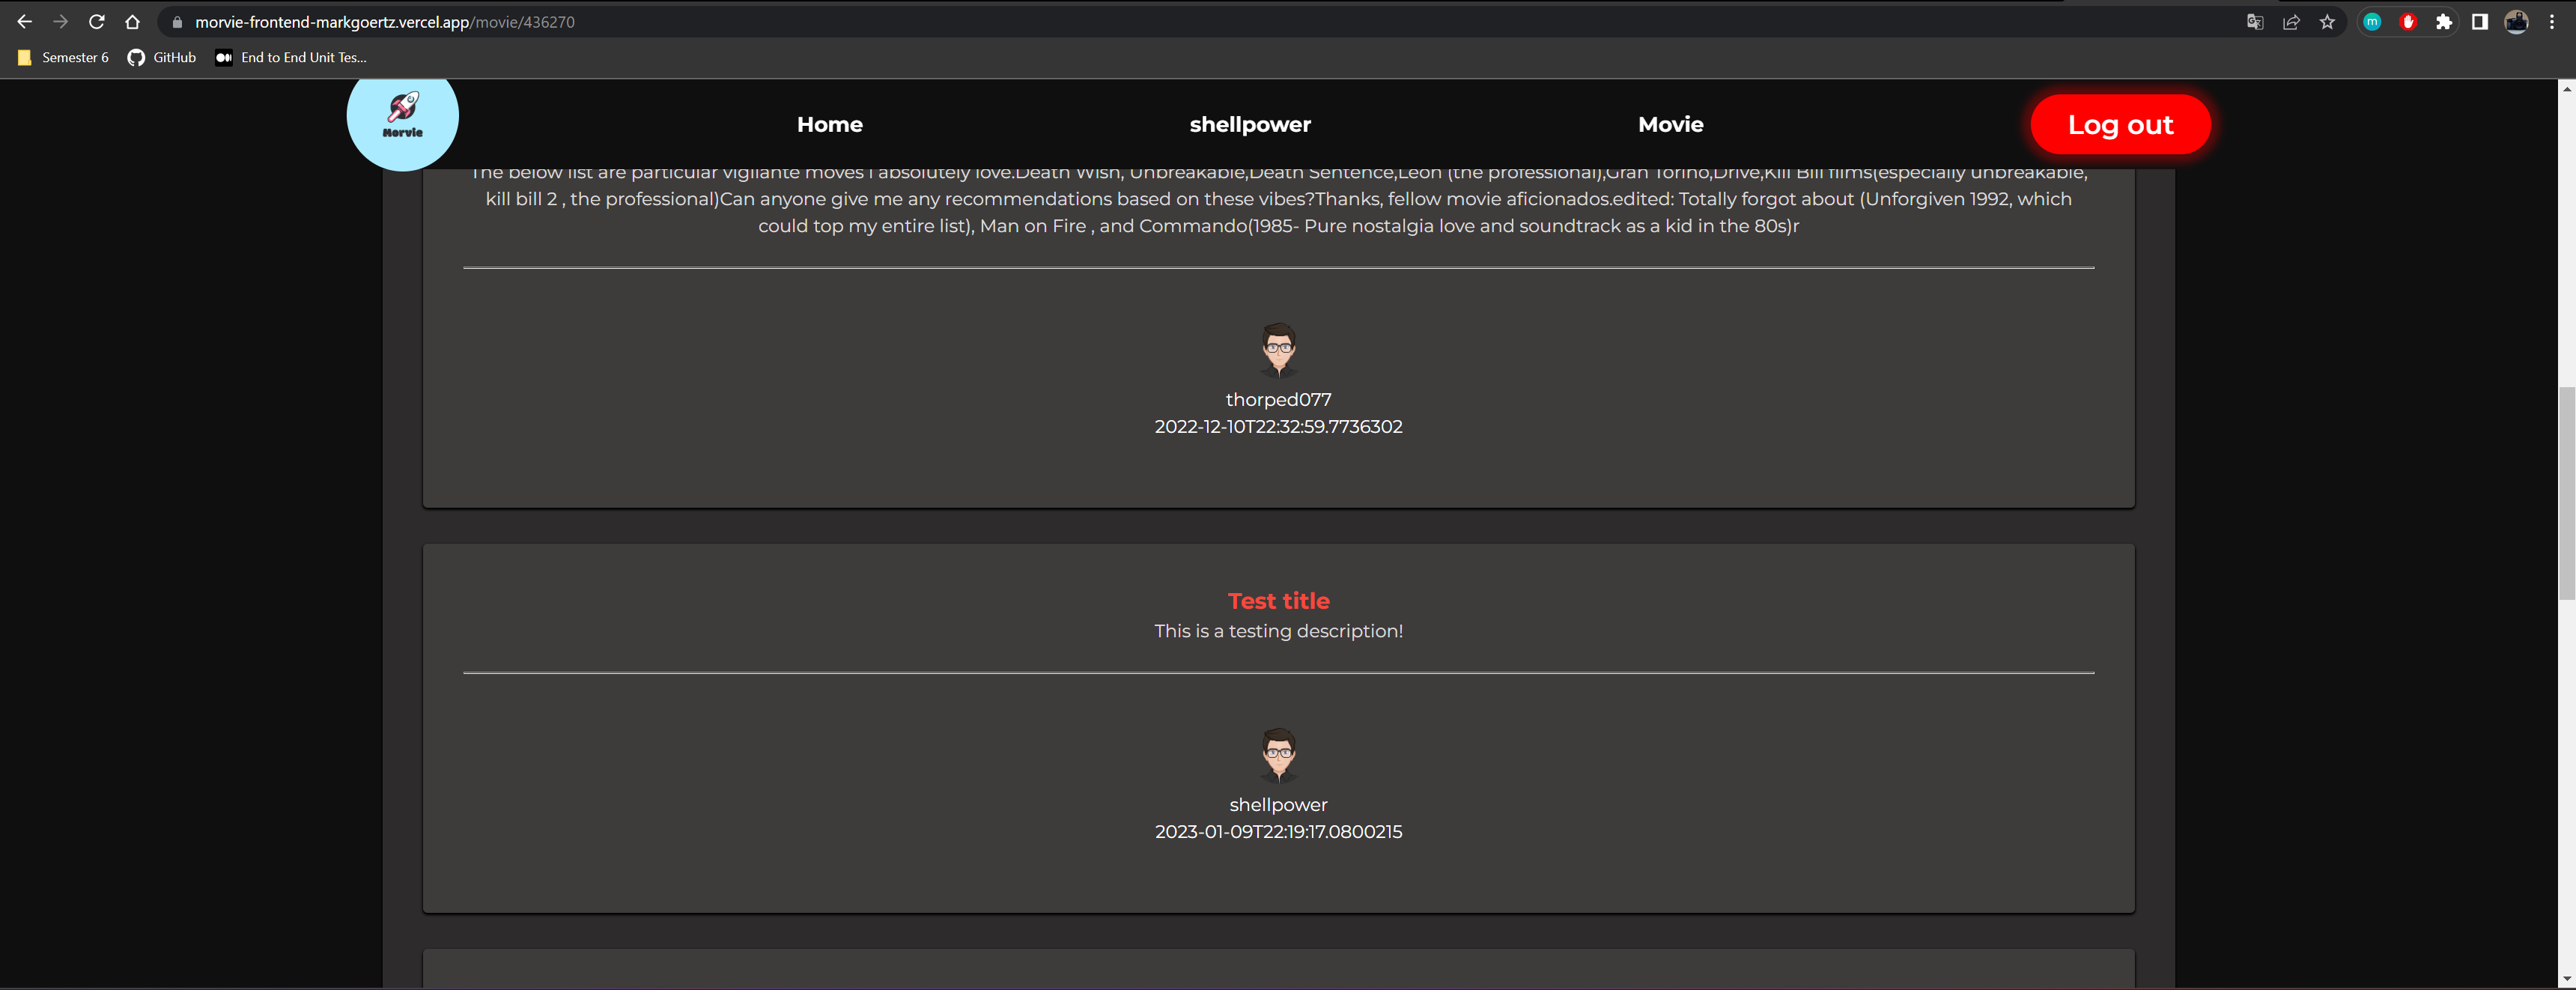 morvie-frontend-markgoertz.vercel.app/movie/436270
m
Semester 6 GitHub End to End Unit Tes...
Morvie
Home shellpower Movie Log out
The below list are particular vigilante moves I absolutely love.Death Wish, Unbreakable,Death Sentence,Leon (the professional),Gran Torino,Drive,Kill Bill films(especially unbreakable,
kill bill 2 , the professional)Can anyone give me any recommendations based on these vibes?Thanks, fellow movie aficionados.edited: Totally forgot about (Unforgiven 1992, which
could top my entire list), Man on Fire , and Commando(1985- Pure nostalgia love and soundtrack as a kid in the 80s)r
thorped077
2022-12-10T22:32:59.7736302
Test title
This is a testing description!
shellpower
2023-01-09T22:19:17.0800215